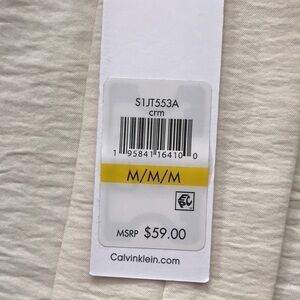 S1JT553A
crm
1 95841 16410 0
M/M/M
MSRP $59.00
Calvinklein.com